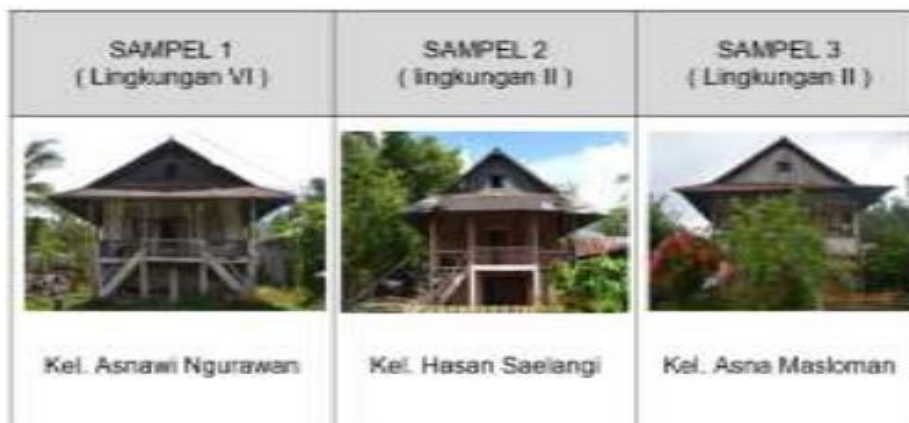 SAMPEL 1
( Lingkungan VI )
SAMPEL 2
( lingkungan II )
SAMPEL 3
( Lingkungan II )
Kel. Asnawi Ngurawan
Kel. Hasan Saelangi
Kel. Asna Masloman